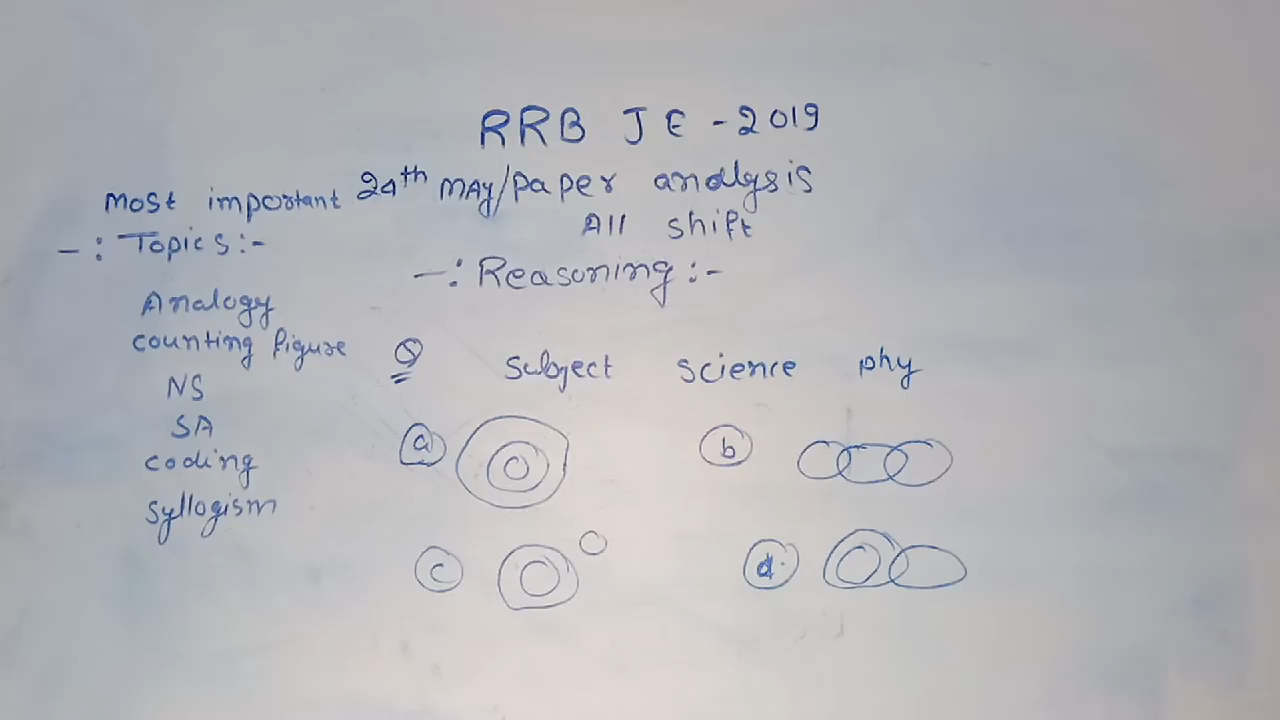 RRB JE - 2019
24th MAY/paper analysis
All shift
Most important
-: Topics:-
Analogy
counting figure
NS
SA
coding
syllogism
-: Reasoning :-
Q subject science phy
a
b
c
d